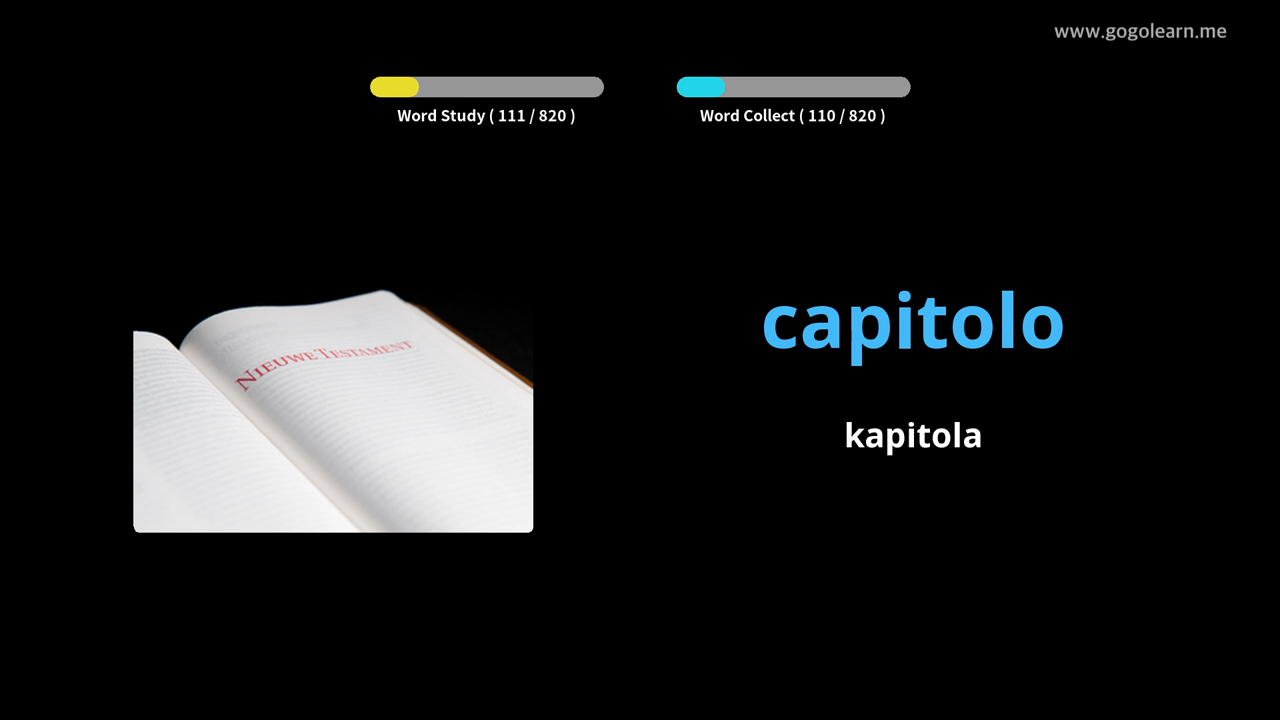 www.gogolearn.me
Word Study ( 111 / 820 )
Word Collect ( 110 / 820 )
NIEUWE TESTAMENT
capitolo
kapitola